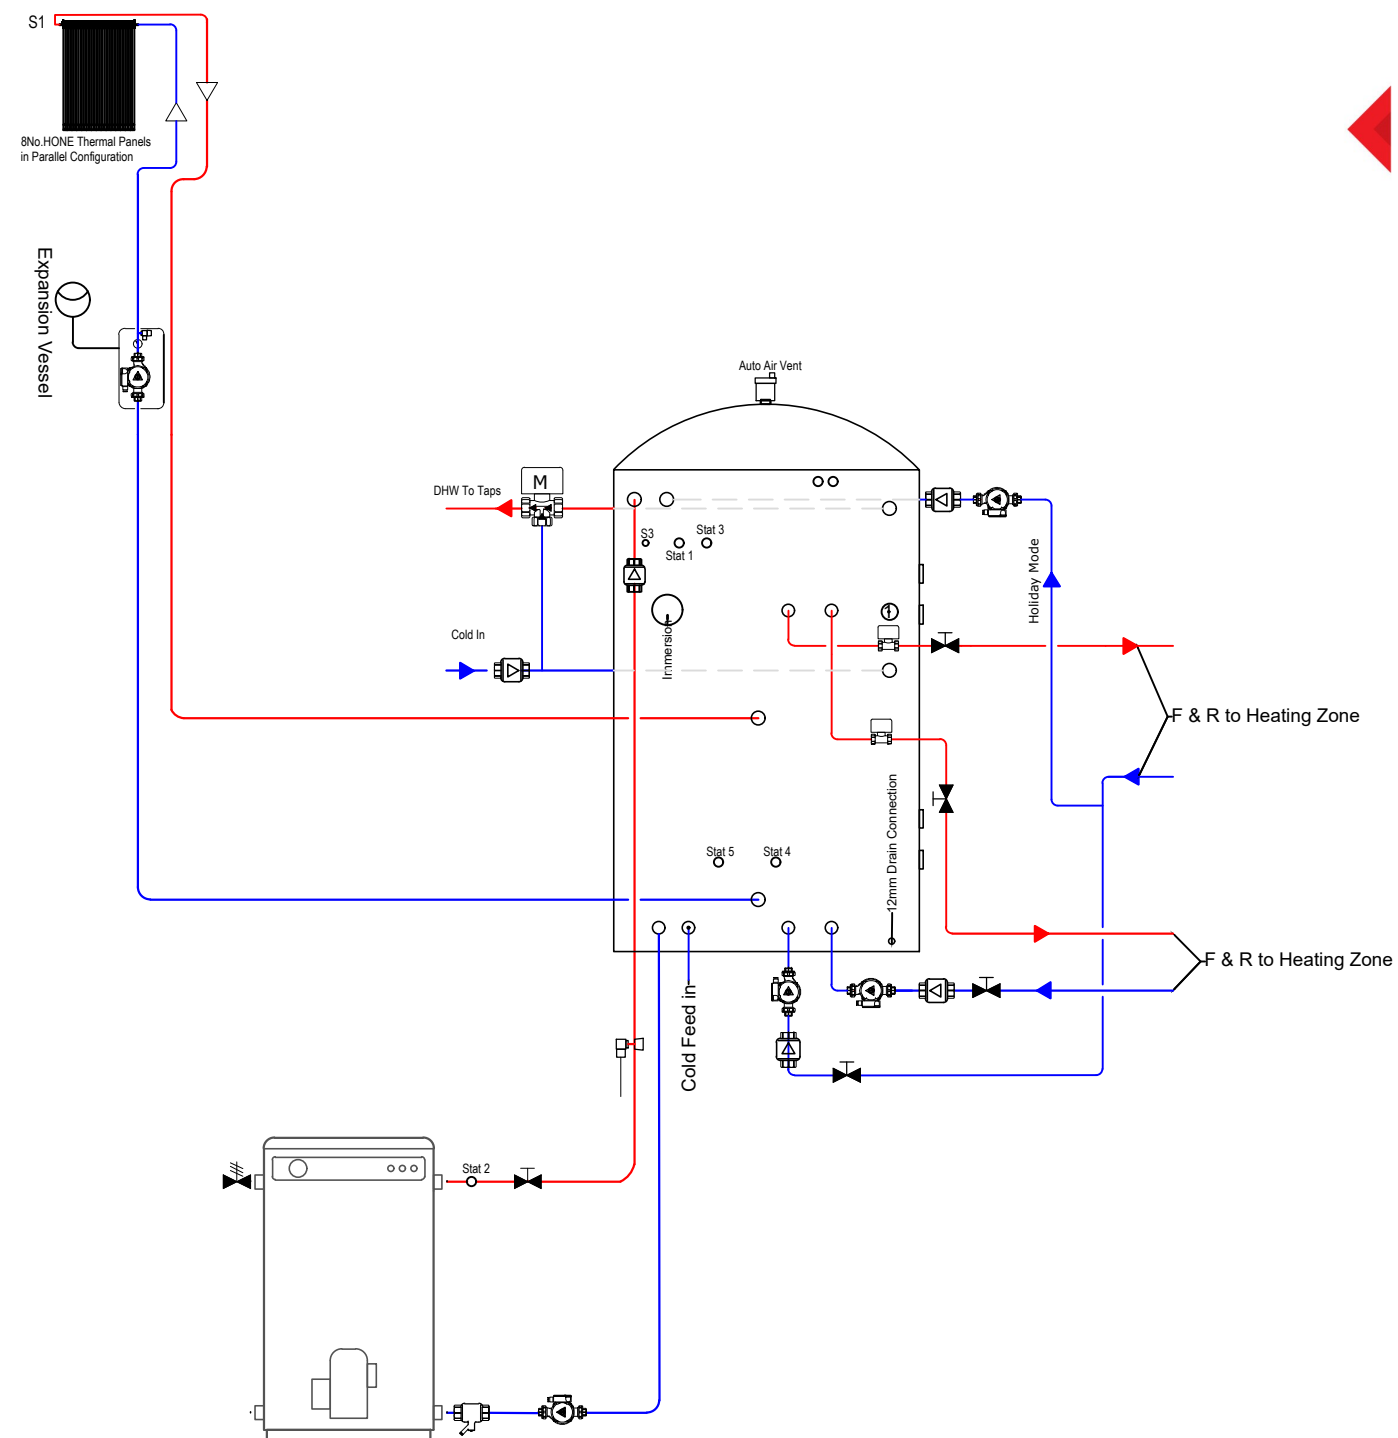 S1
8No.HONE Thermal Panels
in Parallel Configuration
Expansion Vessel
Auto Air Vent
M
DHW To Taps
S3
Stat 3
Stat 1
Holiday Mode
Cold In
Immersion
F & R to Heating Zone
12mm Drain Connection
Stat 5
Stat 4
F & R to Heating Zone
Cold Feed in
Stat 2